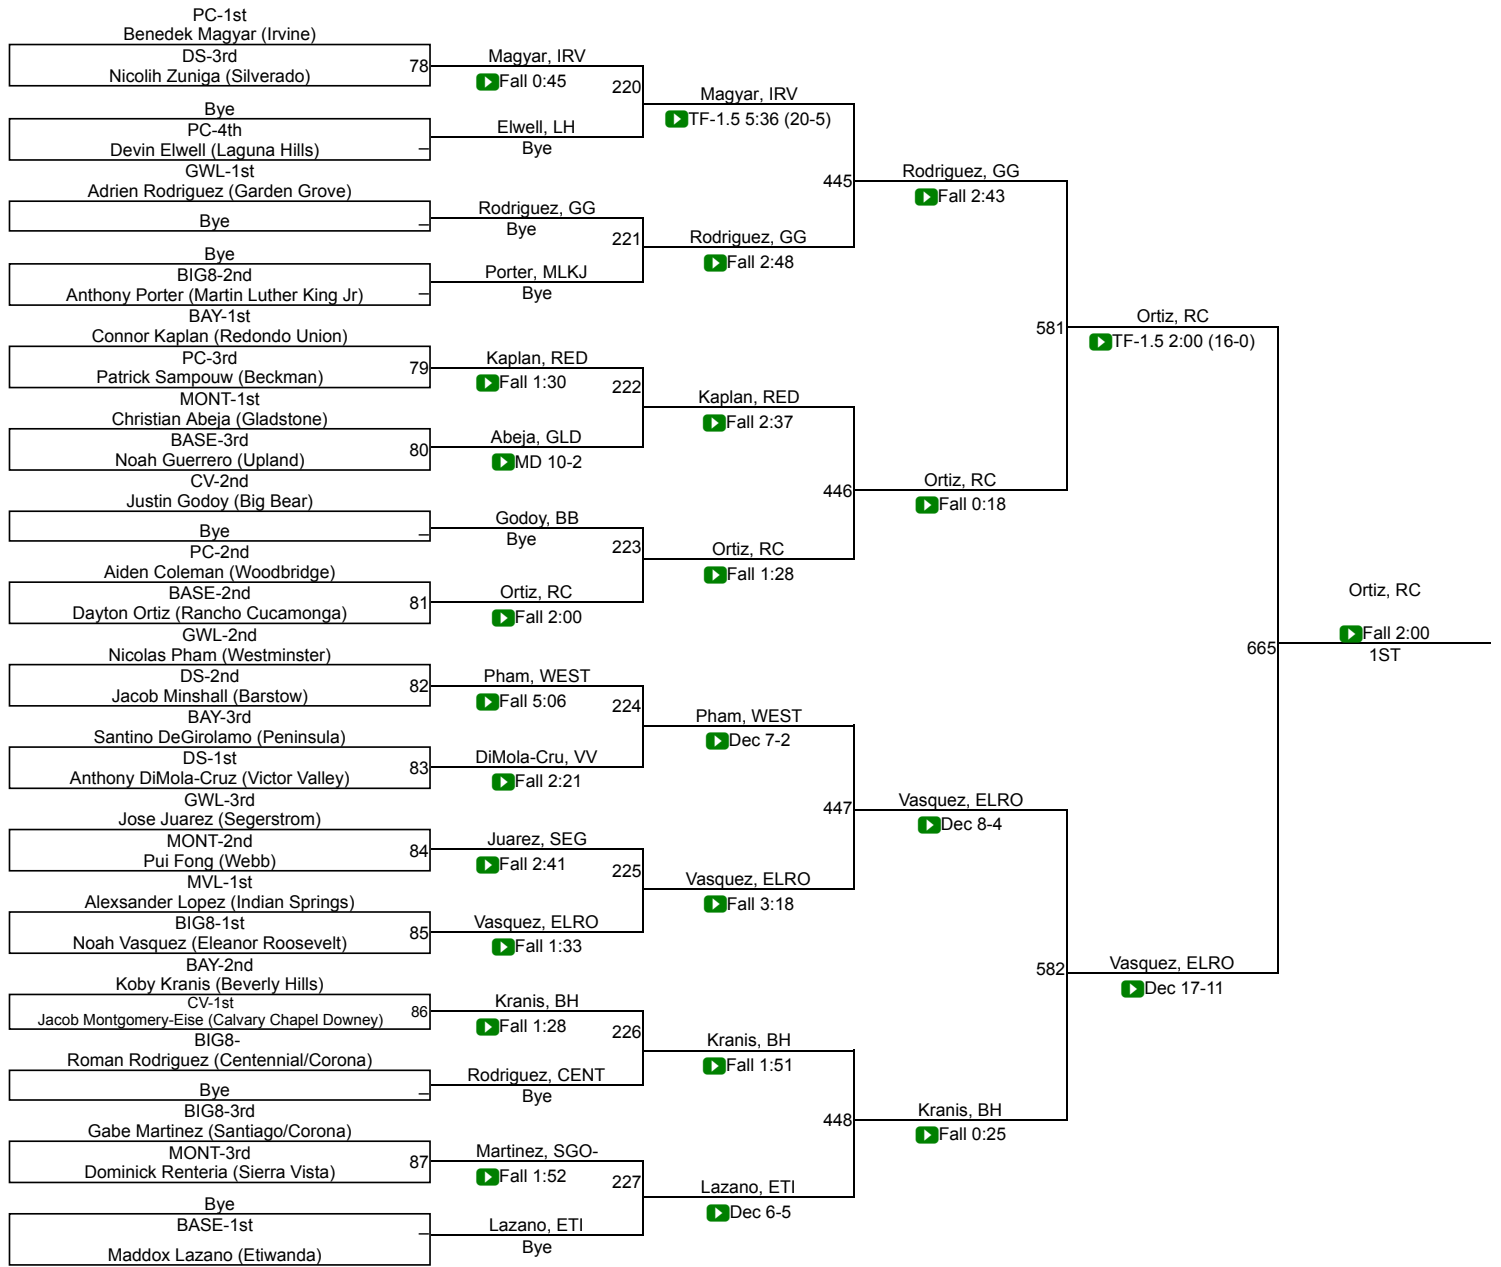 PC-1st
Benedek Magyar (Irvine)
DS-3rd
Nicolih Zuniga (Silverado)
78
Bye
PC-4th
Devin Elwell (Laguna Hills)
_
GWL-1st
Adrien Rodriguez (Garden Grove)
Bye
_
Bye
BIG8-2nd
Anthony Porter (Martin Luther King Jr)
_
BAY-1st
Connor Kaplan (Redondo Union)
PC-3rd
Patrick Sampouw (Beckman)
79
MONT-1st
Christian Abeja (Gladstone)
BASE-3rd
Noah Guerrero (Upland)
80
CV-2nd
Justin Godoy (Big Bear)
Bye
_
PC-2nd
Aiden Coleman (Woodbridge)
BASE-2nd
Dayton Ortiz (Rancho Cucamonga)
81
GWL-2nd
Nicolas Pham (Westminster)
DS-2nd
Jacob Minshall (Barstow)
82
BAY-3rd
Santino DeGirolamo (Peninsula)
DS-1st
Anthony DiMola-Cruz (Victor Valley)
83
GWL-3rd
Jose Juarez (Segerstrom)
MONT-2nd
Pui Fong (Webb)
84
MVL-1st
Alexsander Lopez (Indian Springs)
BIG8-1st
Noah Vasquez (Eleanor Roosevelt)
85
BAY-2nd
Koby Kranis (Beverly Hills)
CV-1st
Jacob Montgomery-Eise (Calvary Chapel Downey)
86
BIG8-
Roman Rodriguez (Centennial/Corona)
Bye
_
BIG8-3rd
Gabe Martinez (Santiago/Corona)
MONT-3rd
Dominick Renteria (Sierra Vista)
87
Bye
BASE-1st
_
Maddox Lazano (Etiwanda)
Magyar, IRV
Fall 0:45
220
Elwell, LH
Bye
Rodriguez, GG
Bye
221
Porter, MLKJ
Bye
Kaplan, RED
Fall 1:30
222
Abeja, GLD
MD 10-2
Godoy, BB
Bye
223
Ortiz, RC
Fall 2:00
Pham, WEST
Fall 5:06
224
DiMola-Cru, VV
Fall 2:21
Juarez, SEG
Fall 2:41
225
Vasquez, ELRO
Fall 1:33
Kranis, BH
Fall 1:28
226
Rodriguez, CENT
Bye
Martinez, SGO-
Fall 1:52
227
Lazano, ETI
Bye
Magyar, IRV
TF-1.5 5:36 (20-5)
445
Rodriguez, GG
Fall 2:48
Kaplan, RED
Fall 2:37
446
Ortiz, RC
Fall 1:28
Pham, WEST
Dec 7-2
447
Vasquez, ELRO
Fall 3:18
Kranis, BH
Fall 1:51
448
Lazano, ETI
Dec 6-5
Rodriguez, GG
Fall 2:43
581
Ortiz, RC
Fall 0:18
Vasquez, ELRO
Dec 8-4
582
Kranis, BH
Fall 0:25
Ortiz, RC
TF-1.5 2:00 (16-0)
665
Vasquez, ELRO
Dec 17-11
Ortiz, RC
Fall 2:00
1ST